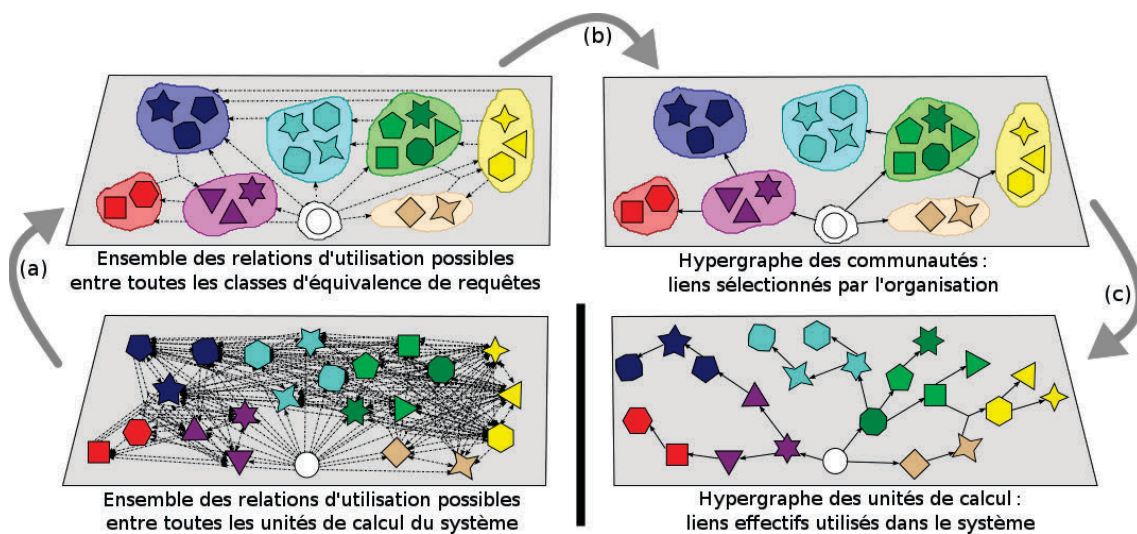 (b)
Ensemble des relations d'utilisation possibles
entre toutes les classes d'équivalence de requêtes
Hypergraphe des communautés :
liens sélectionnés par l'organisation
(a)
(c)
Ensemble des relations d'utilisation possibles
entre toutes les unités de calcul du système
Hypergraphe des unités de calcul :
liens effectifs utilisés dans le système